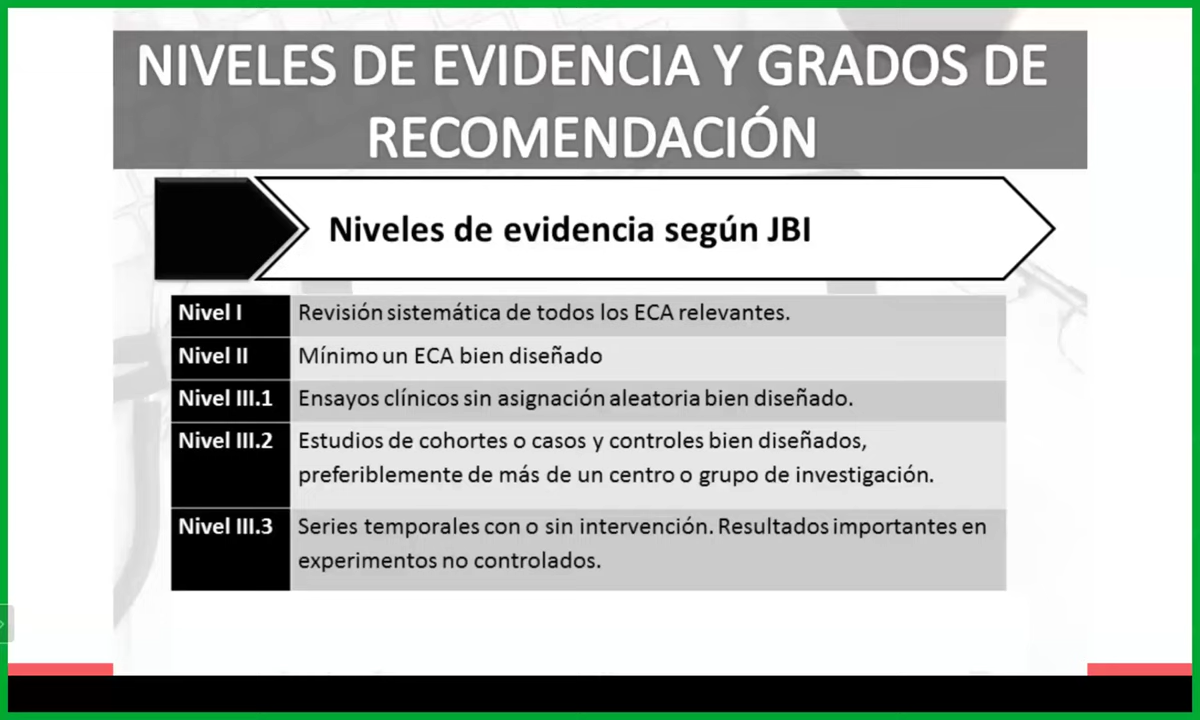 NIVELES DE EVIDENCIA Y GRADOS DE
RECOMENDACIÓN
Niveles de evidencia según JBI
Nivel I Revisión sistemática de todos los ECA relevantes.
Nivel II Mínimo un ECA bien diseñado
Nivel III.1 Ensayos clínicos sin asignación aleatoria bien diseñado.
Nivel III.2 Estudios de cohortes o casos y controles bien diseñados,
preferiblemente de más de un centro o grupo de investigación.
Nivel III.3 Series temporales con o sin intervención. Resultados importantes en
experimentos no controlados.